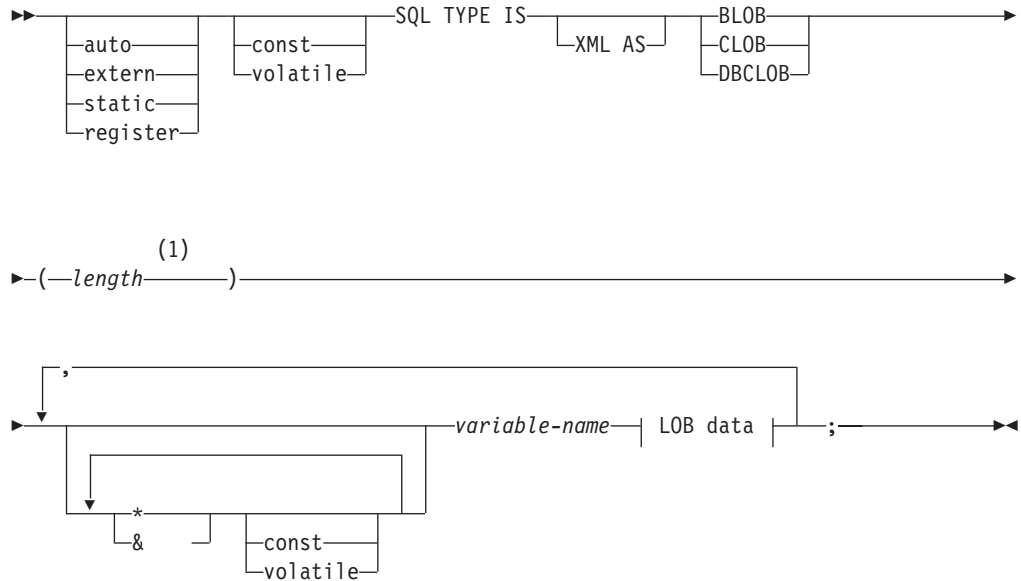 SQL TYPE IS BLOB
auto const XML AS CLOB
extern volatile DBCLOB
static
register
(1)
( length )
,
variable-name LOB data ;
*
& const
volatile